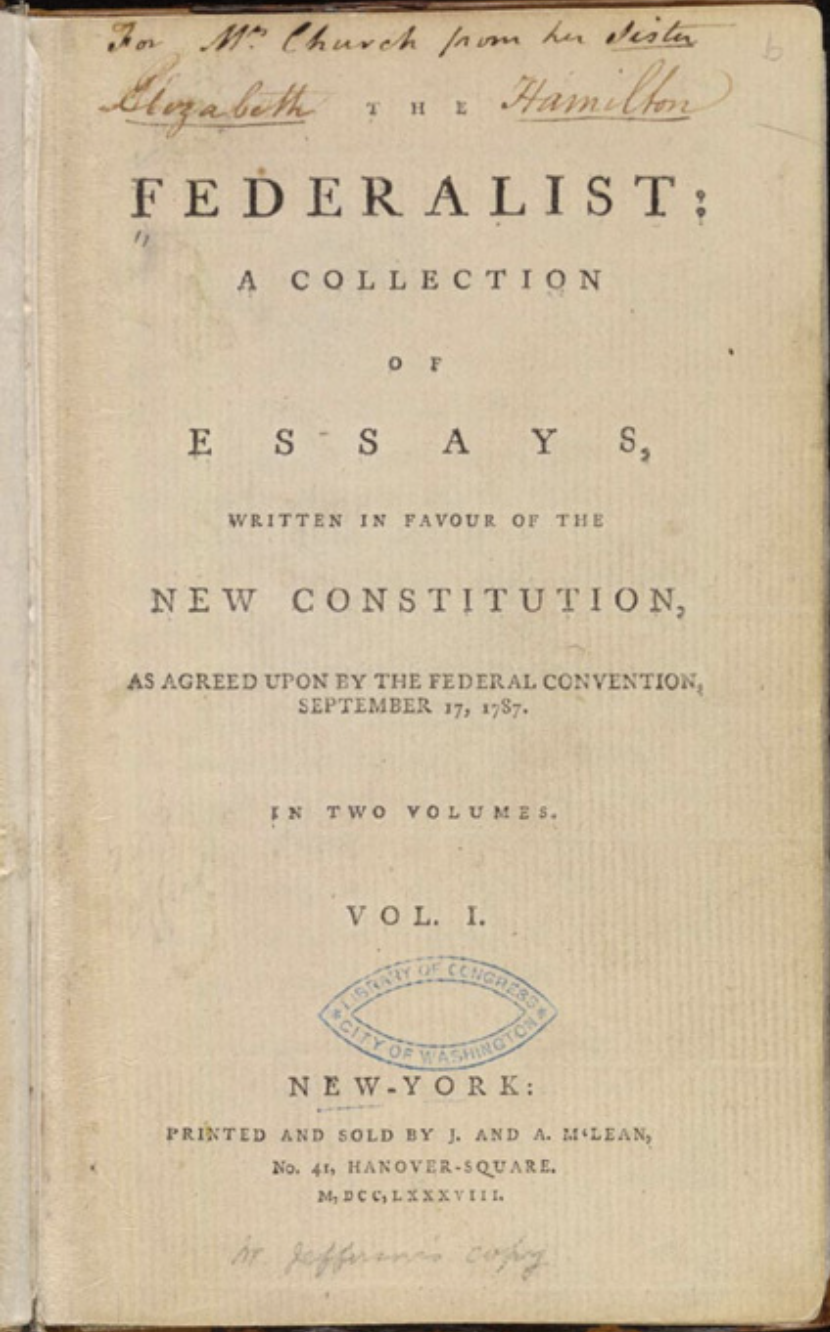 For Mrs Church from her Sister
Elizabeth Hamilton
THE
FEDERALIST:
A COLLECTION
OF
ESSAYS,
WRITTEN IN FAVOUR OF THE
NEW CONSTITUTION,
AS AGREED UPON BY THE FEDERAL CONVENTION,
SEPTEMBER 17, 1787.
IN TWO VOLUMES.
VOL. I.
LIBRARY OF CONGRESS
CITY OF WASHINGTON
NEW-YORK:
PRINTED AND SOLD BY J. AND A. M‘LEAN,
No. 41, HANOVER-SQUARE.
M,DCC,LXXXVIII.
Mr. Jefferson's copy